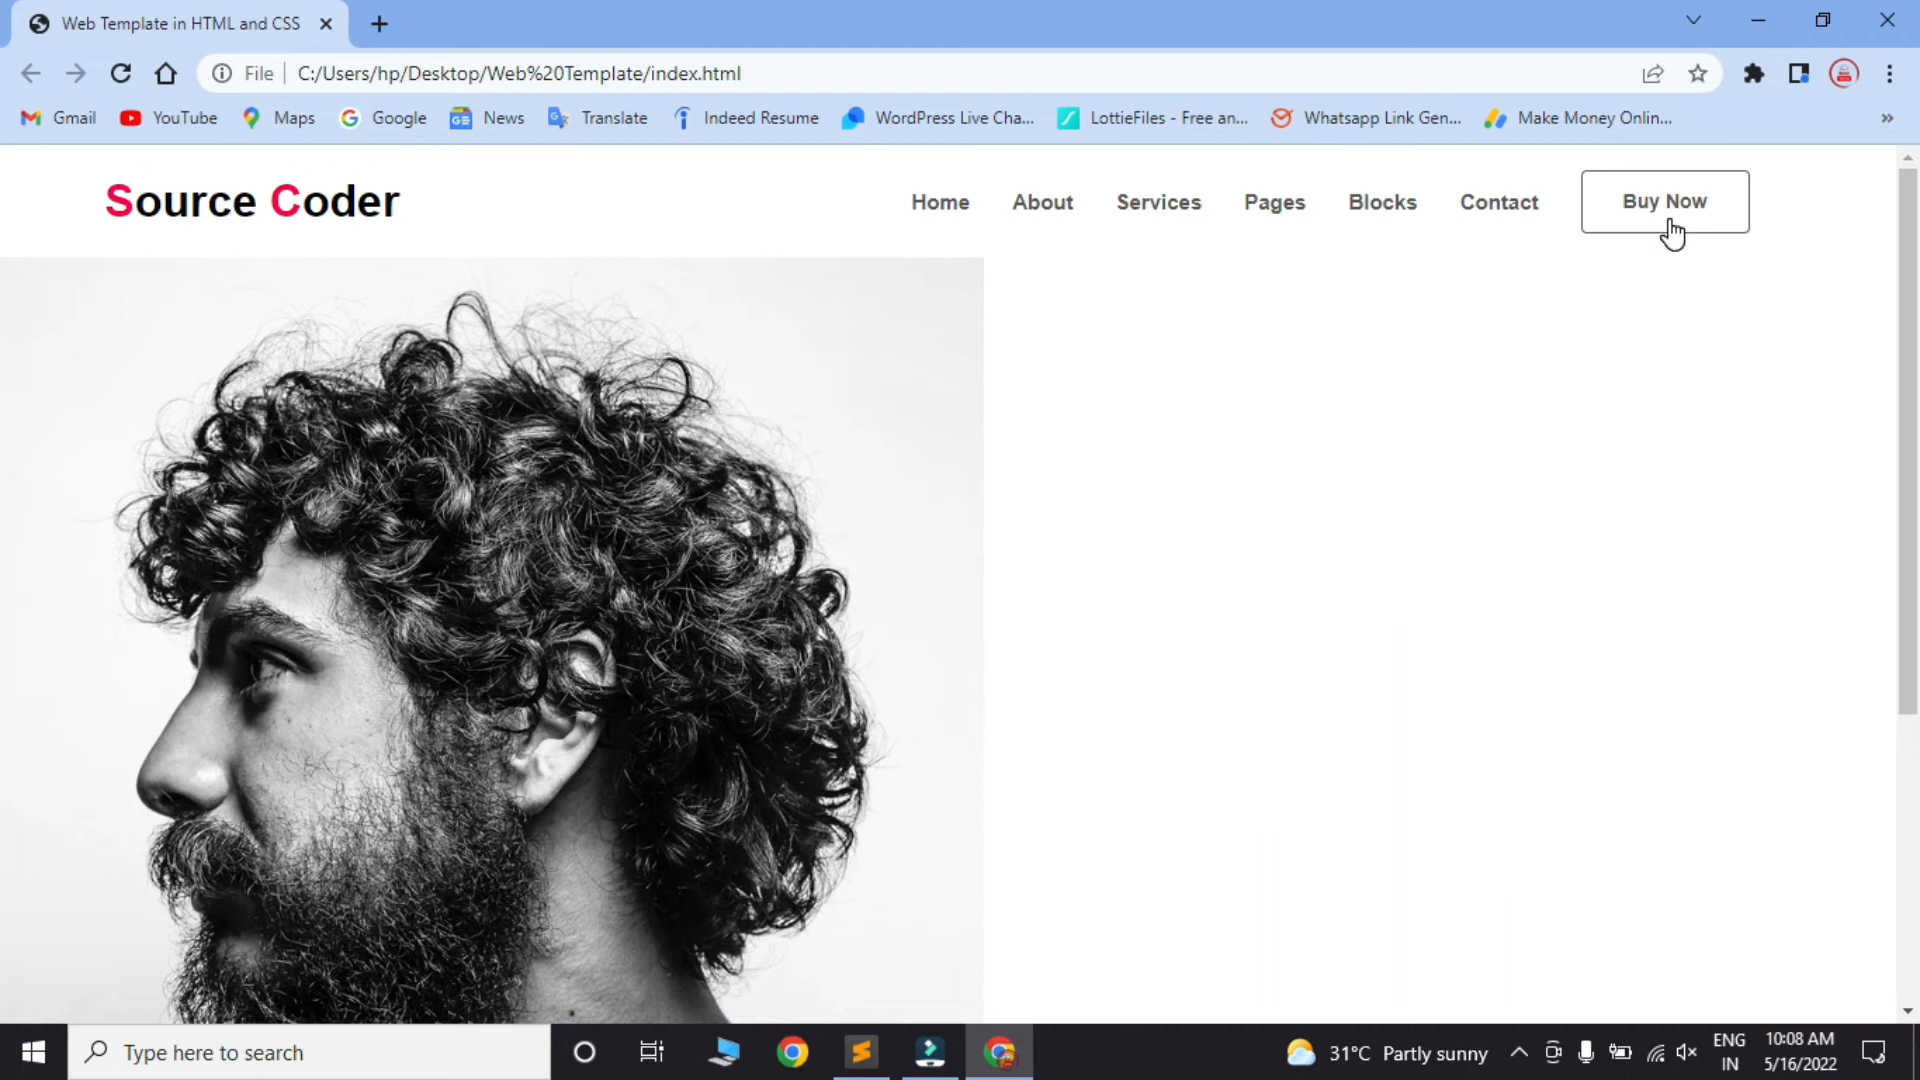 Web Template in HTML and CSS
File C:/Users/hp/Desktop/Web%20Template/index.html
Gmail YouTube Maps Google News Translate Indeed Resume WordPress Live Cha... LottieFiles - Free an... Whatsapp Link Gen... Make Money Onlin... »
Source Coder Home About Services Pages Blocks Contact Buy Now
Type here to search 31°C Partly sunny ENG 10:08 AM
IN 5/16/2022